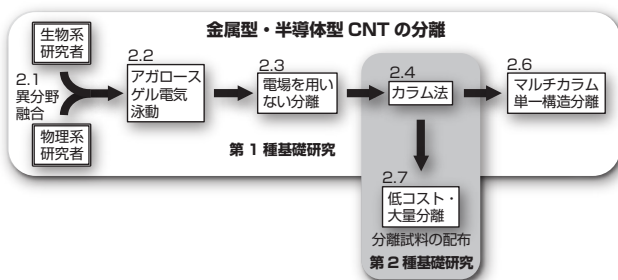 金属型・半導体型 CNT の分離
生物系
研究者
2.1
異分野
融合
物理系
研究者
2.2
アガロース
ゲル電気
泳動
2.3
電場を用い
ない分離
2.4
カラム法
2.6
マルチカラム
単一構造分離
第 1 種基礎研究
2.7
低コスト・
大量分離
分離試料の配布
第 2 種基礎研究